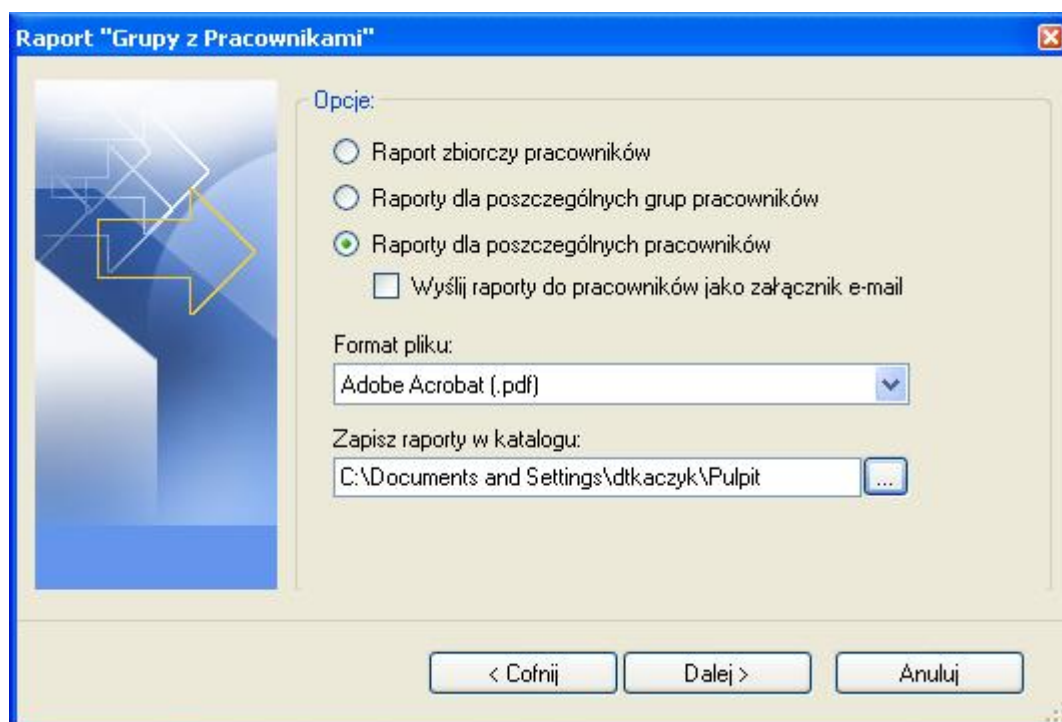 Raport "Grupy z Pracownikami"
Opcje:
Raport zbiorczy pracowników
Raporty dla poszczególnych grup pracowników
Raporty dla poszczególnych pracowników
Wyślij raporty do pracowników jako załącznik e-mail
Format pliku:
Adobe Acrobat (.pdf)
Zapisz raporty w katalogu:
C:\Documents and Settings\dtkaczyk\Pulpit
...
< Cofnij
Dalej >
Anuluj